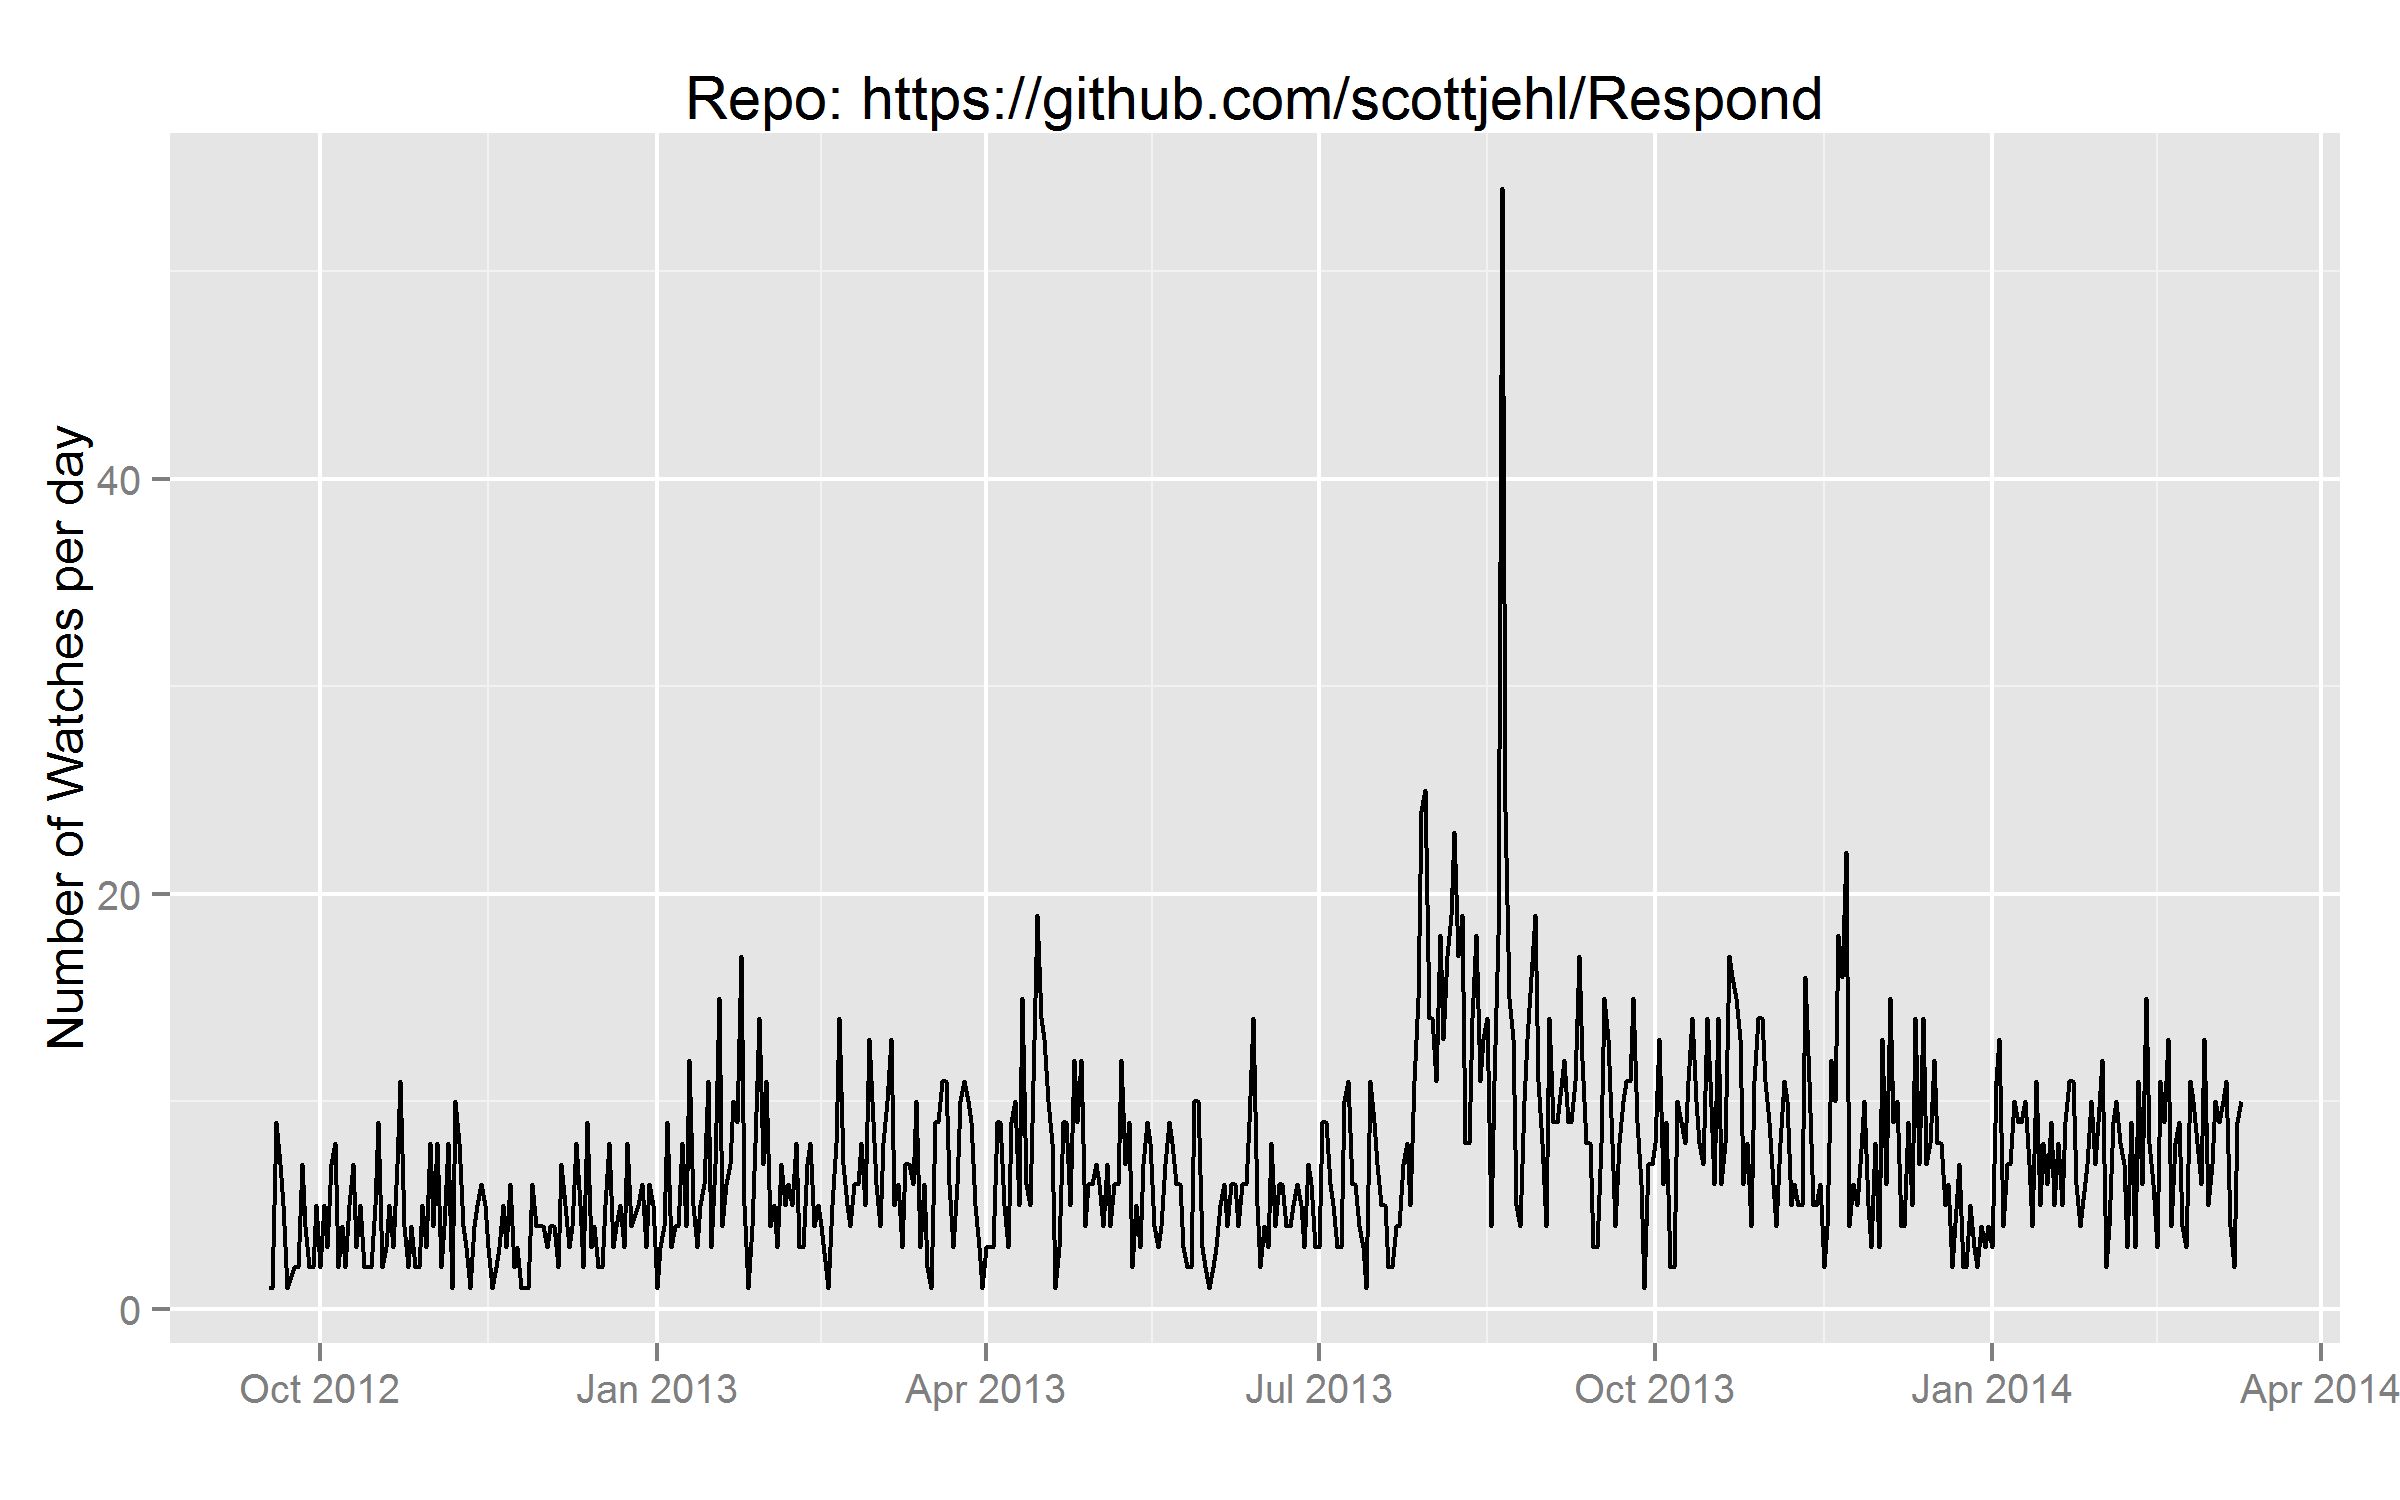 Repo: https://github.com/scottjehl/Respond
Number of Watches per day
40
20
0
Oct 2012
Jan 2013
Apr 2013
Jul 2013
Oct 2013
Jan 2014
Apr 2014